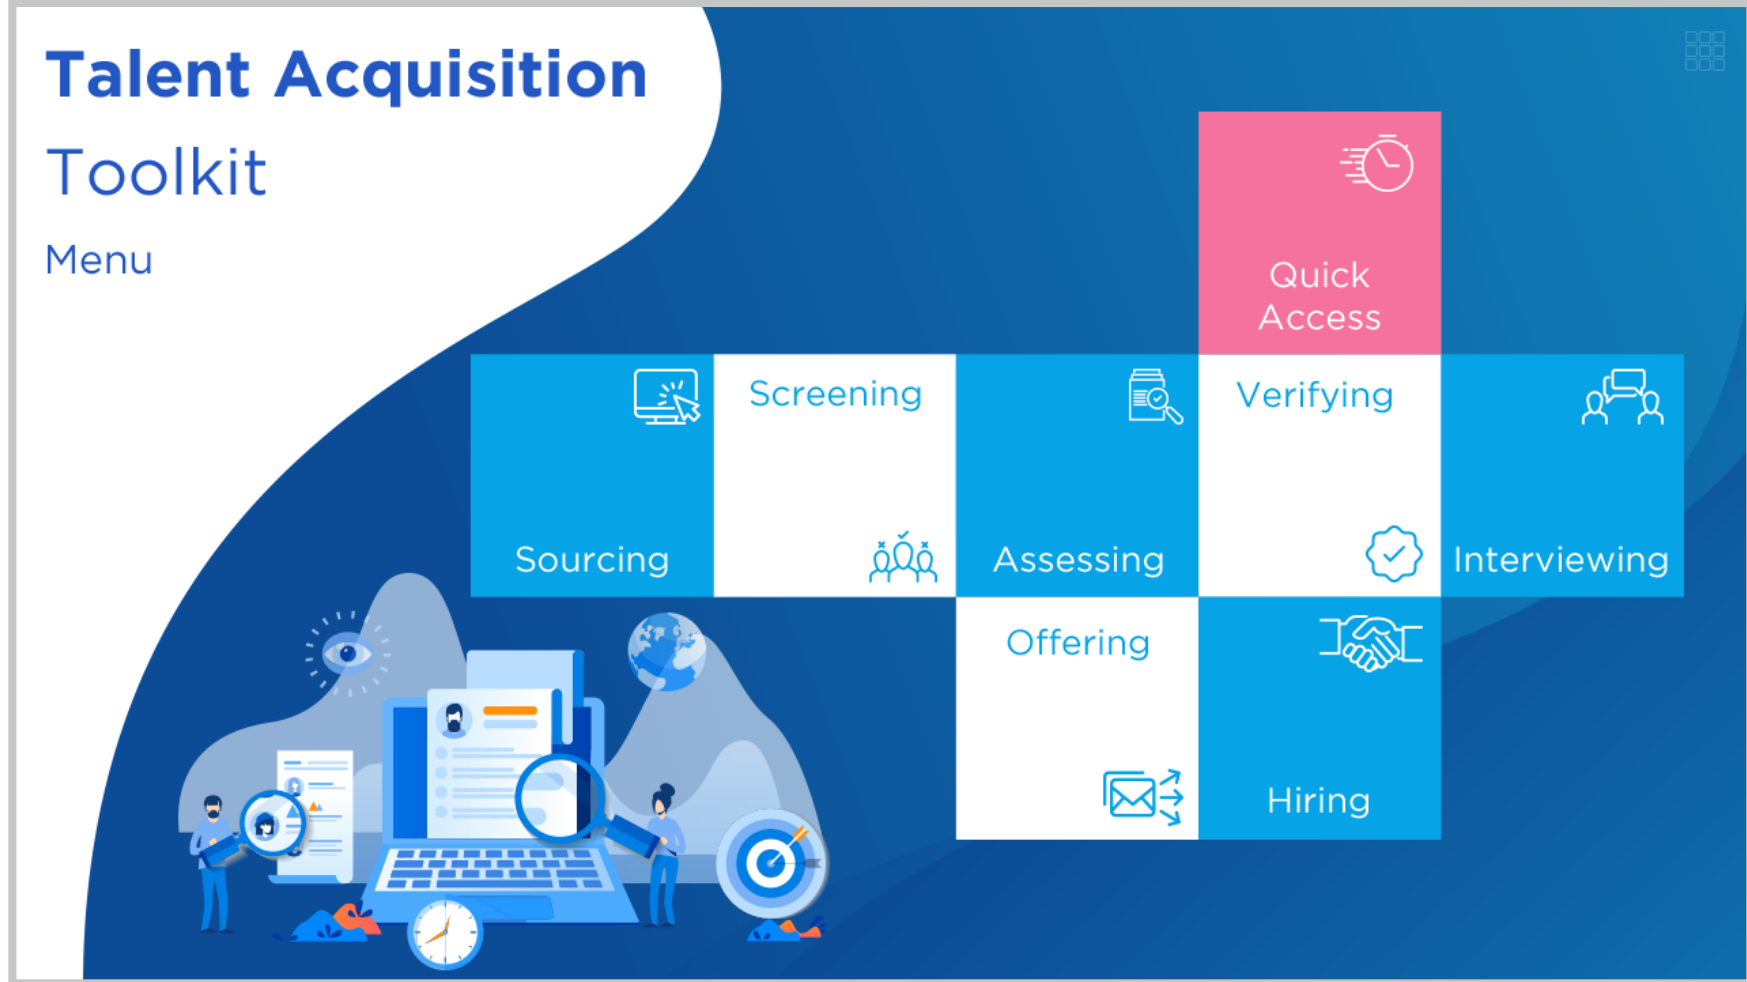 Talent Acquisition
Toolkit
Menu
Quick
Access
Screening
Verifying
Sourcing
Assessing
Interviewing
Offering
Hiring